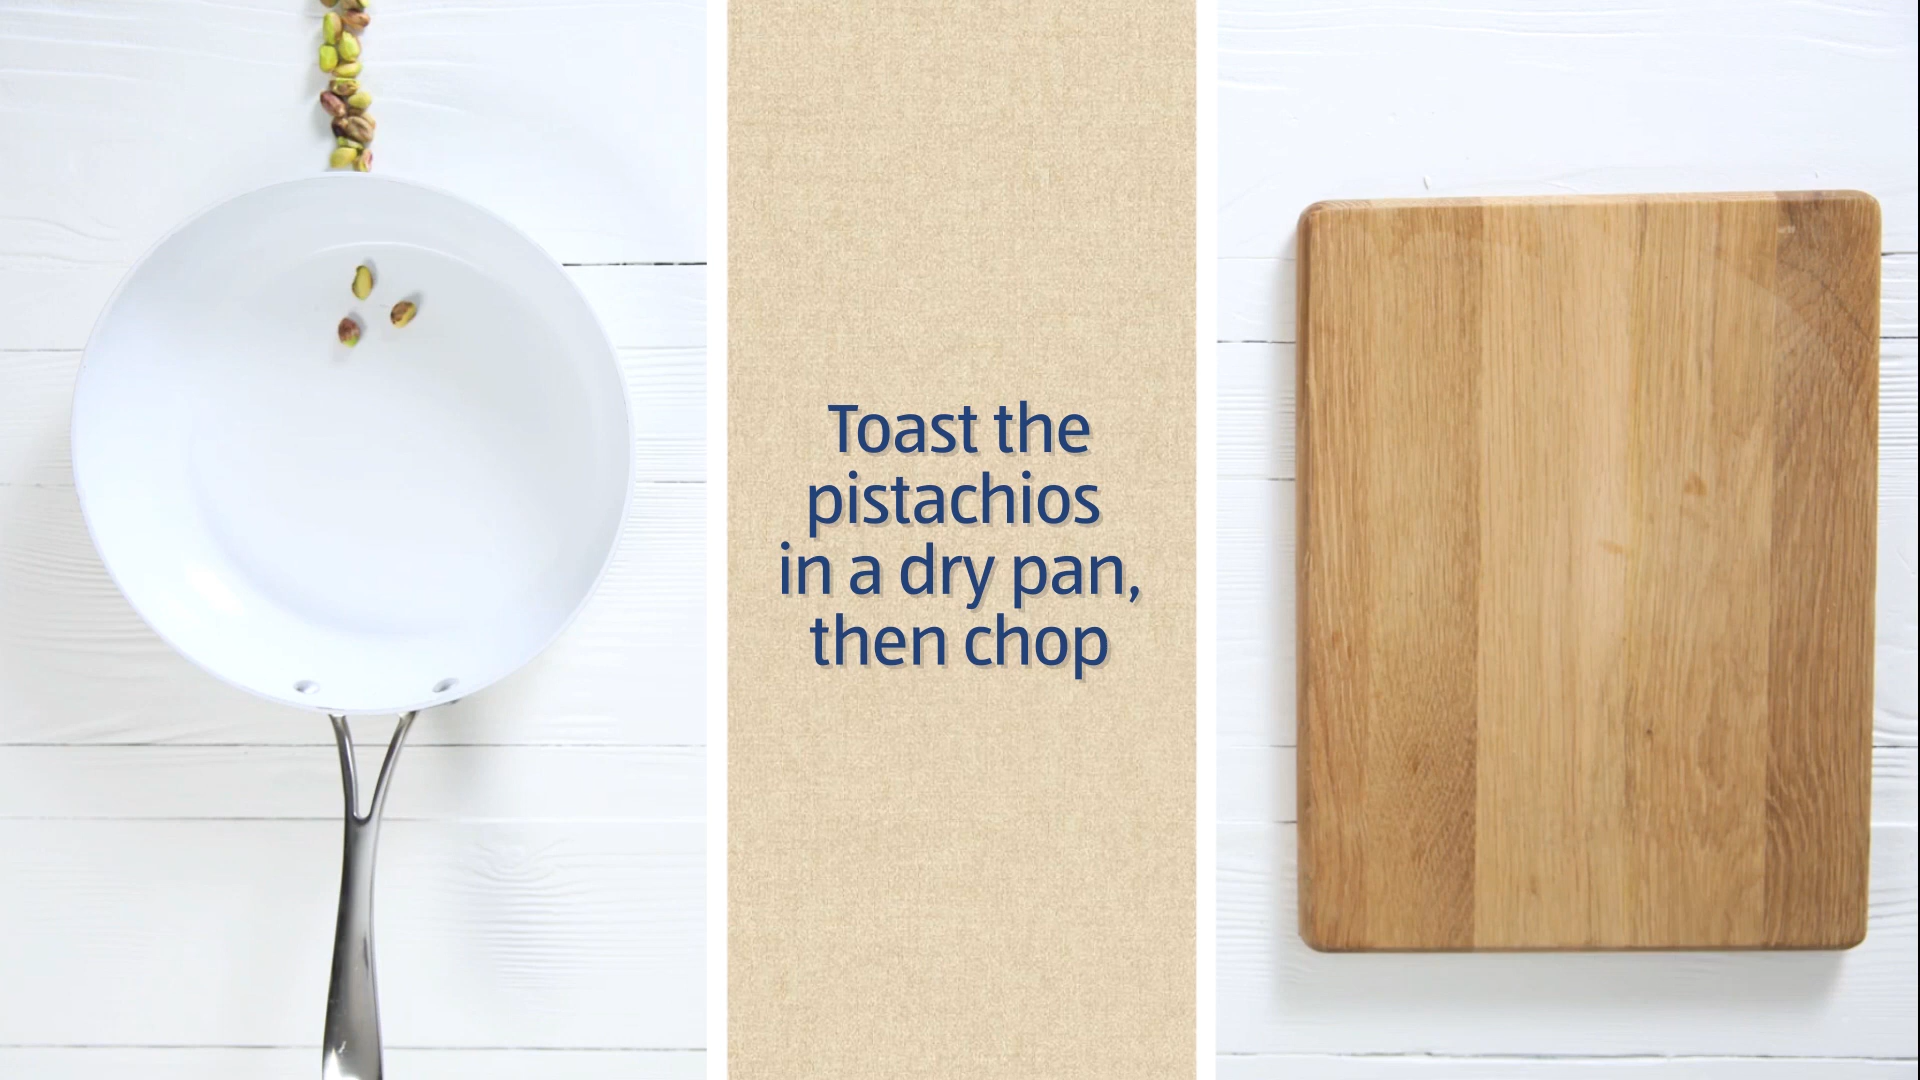 Toast the
pistachios
in a dry pan,
then chop